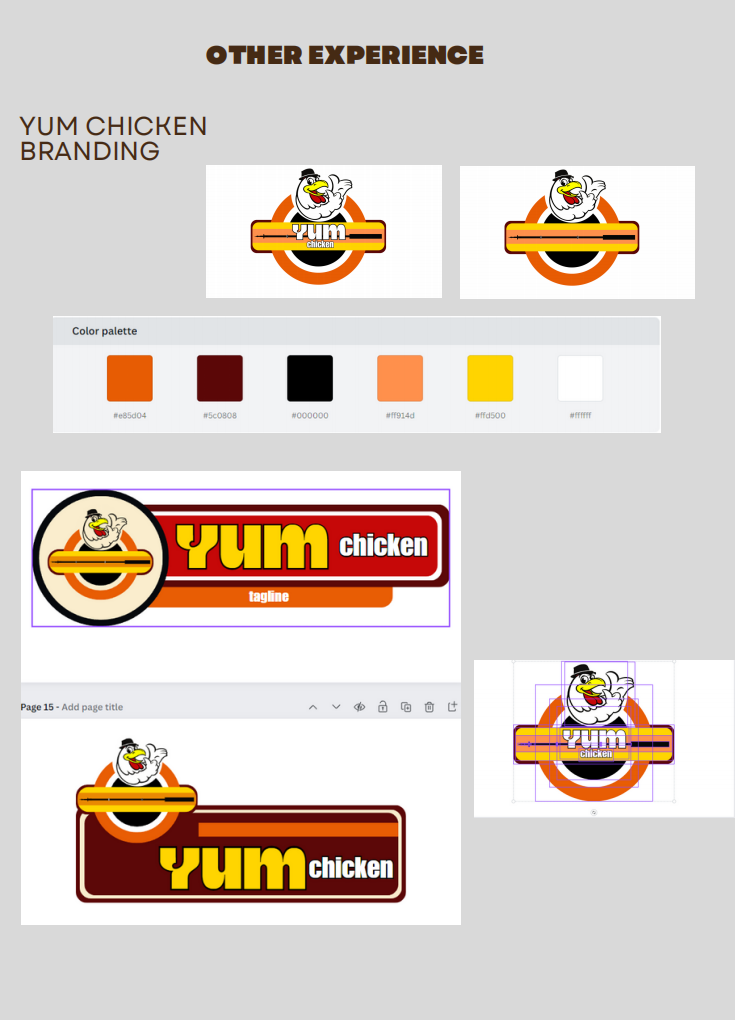 OTHER EXPERIENCE
YUM CHICKEN
BRANDING
Yum
chicken
Color palette
#e85d04
#5c0808
#000000
#ff914d
#ffd500
#ffffff
Yum chicken
tagline
Page 15 - Add page title
Yum
chicken
Yum chicken